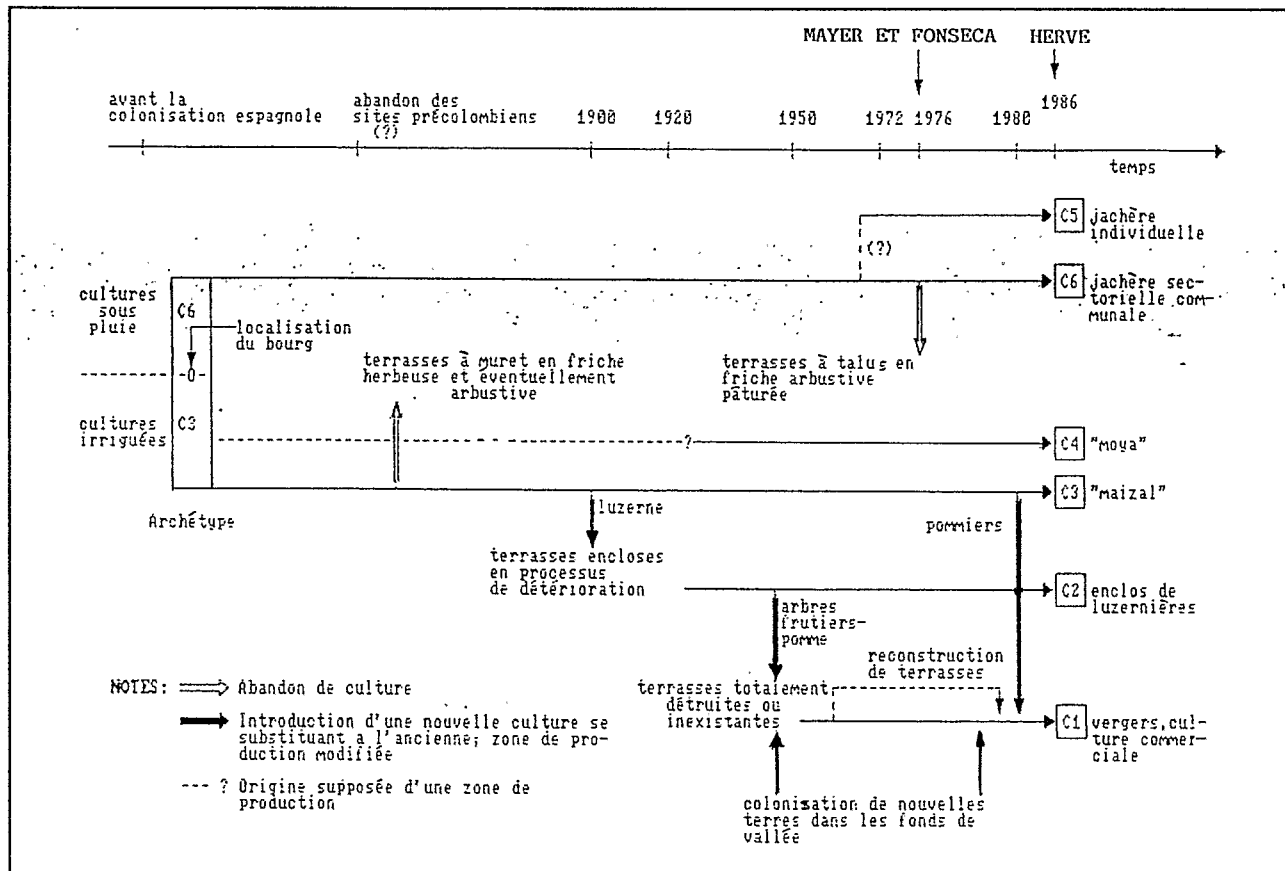 MAYER ET FONSECA HERVE
avant la
colonisation espagnole
abandon des
sites précolombiens
(?)
1900 1920 1950 1972 1976 1980 1986
temps
C5 jachère
individuelle
(?)
C6 jachère sec-
torielle com-
munale
cultures
sous
pluie
C6
localisation
du bourg
-O-
terrasses à muret en friche
herbeuse et éventuellement
arbustive
terrasses à talus en
friche arbustive
pâturée
cultures
irriguées
C3
?
C4 "moya"
C3 "maizal"
Archétype
luzerne
pommiers
terrasses encloses
en processus
de détérioration
C2 enclos de
luzernières
arbres
frutiers-
pomme
reconstruction
de terrasses
terrasses totalement
détruites ou
inexistantes
C1 vergers,cul-
ture commer-
ciale
NOTES: Abandon de culture
Introduction d'une nouvelle culture se
substituant a l'ancienne; zone de pro-
duction modifiée
---- ? Origine supposée d'une zone de
production
colonisation de nouvelles
terres dans les fonds de
vallée